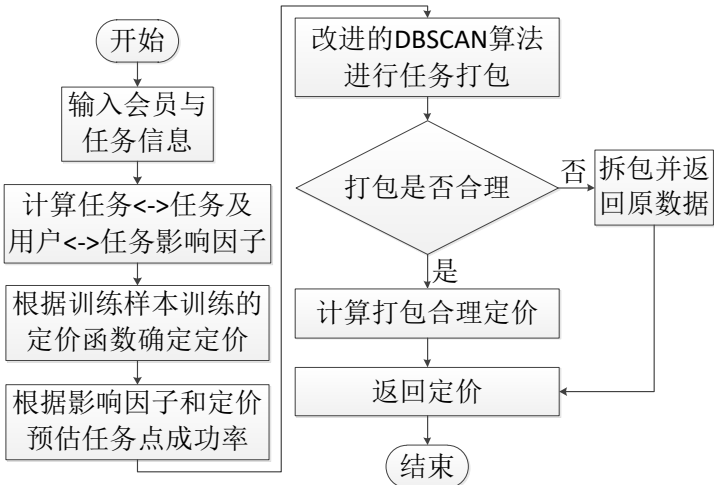 开始
输入会员与
任务信息
计算任务<->任务及
用户<->任务影响因子
根据训练样本训练的
定价函数确定定价
根据影响因子和定价
预估任务点成功率
改进的DBSCAN算法
进行任务打包
打包是否合理
否
拆包并返
回原数据
是
计算打包合理定价
返回定价
结束